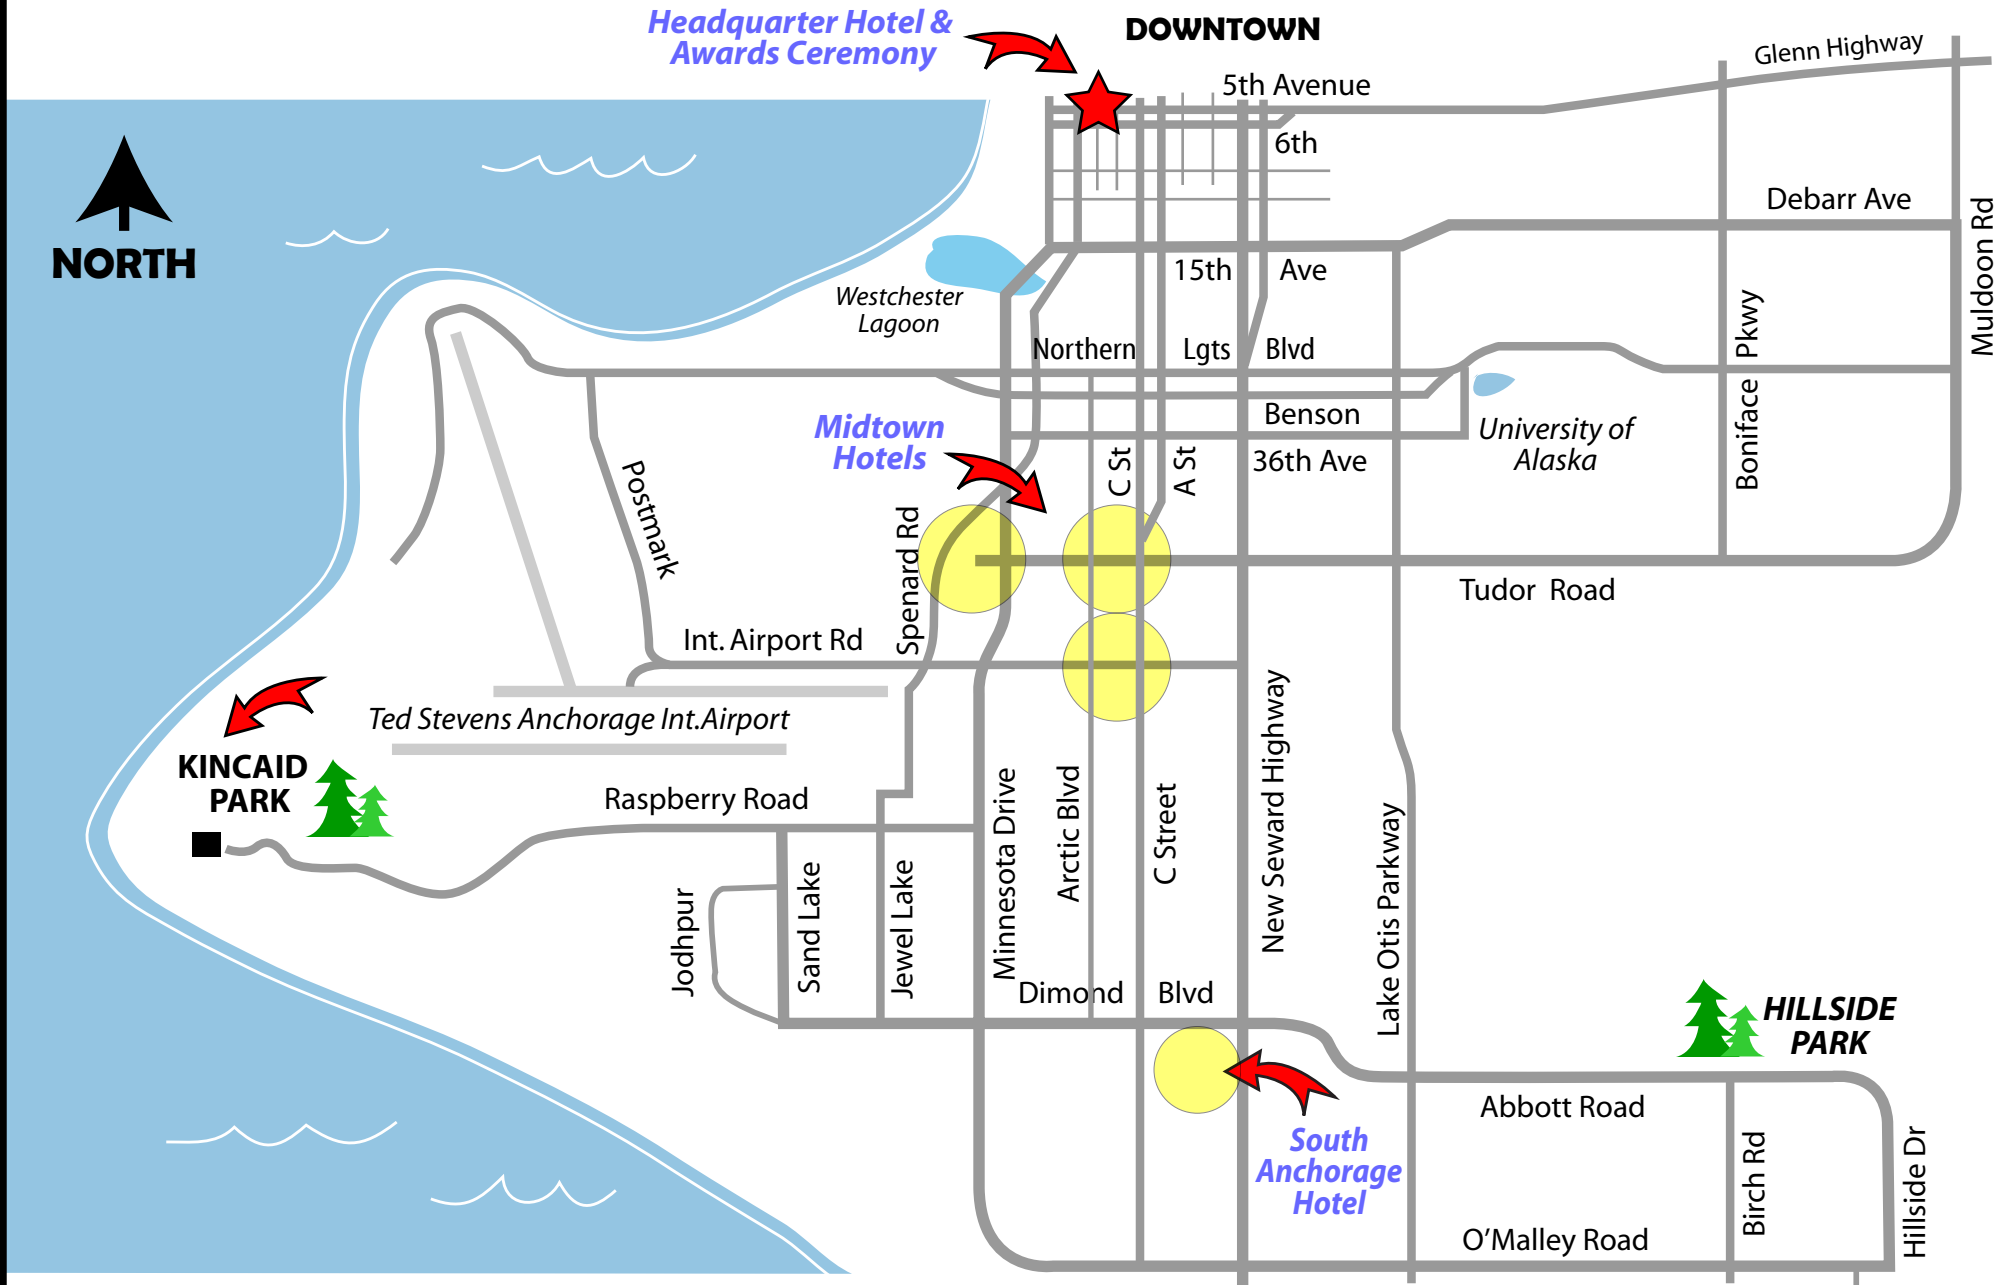 Headquarter Hotel &
Awards Ceremony
DOWNTOWN
Glenn Highway
5th Avenue
6th
NORTH
Debarr Ave
Muldoon Rd
15th Ave
Westchester
Lagoon
Northern Lgts Blvd
Boniface Pkwy
Benson
Midtown
Hotels
University of
Alaska
36th Ave
C St
A St
Postmark
Spenard Rd
Tudor Road
Int. Airport Rd
Ted Stevens Anchorage Int.Airport
KINCAID
PARK
Raspberry Road
New Seward Highway
Minnesota Drive
Arctic Blvd
C Street
Lake Otis Parkway
Jodhpur
Sand Lake
Jewel Lake
Dimond Blvd
HILLSIDE
PARK
Abbott Road
South
Anchorage
Hotel
Birch Rd
Hillside Dr
O'Malley Road